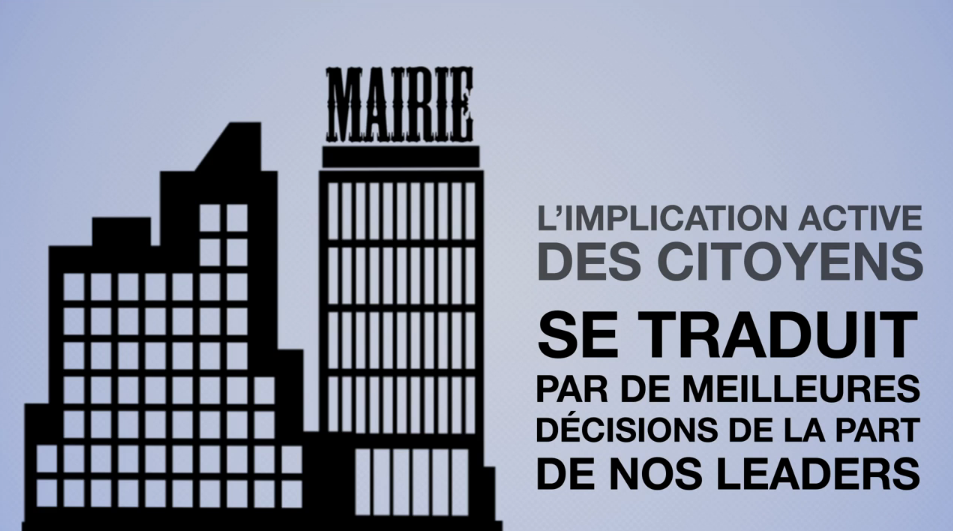 MAIRIE
L'IMPLICATION ACTIVE
DES CITOYENS
SE TRADUIT
PAR DE MEILLEURES
DÉCISIONS DE LA PART
DE NOS LEADERS